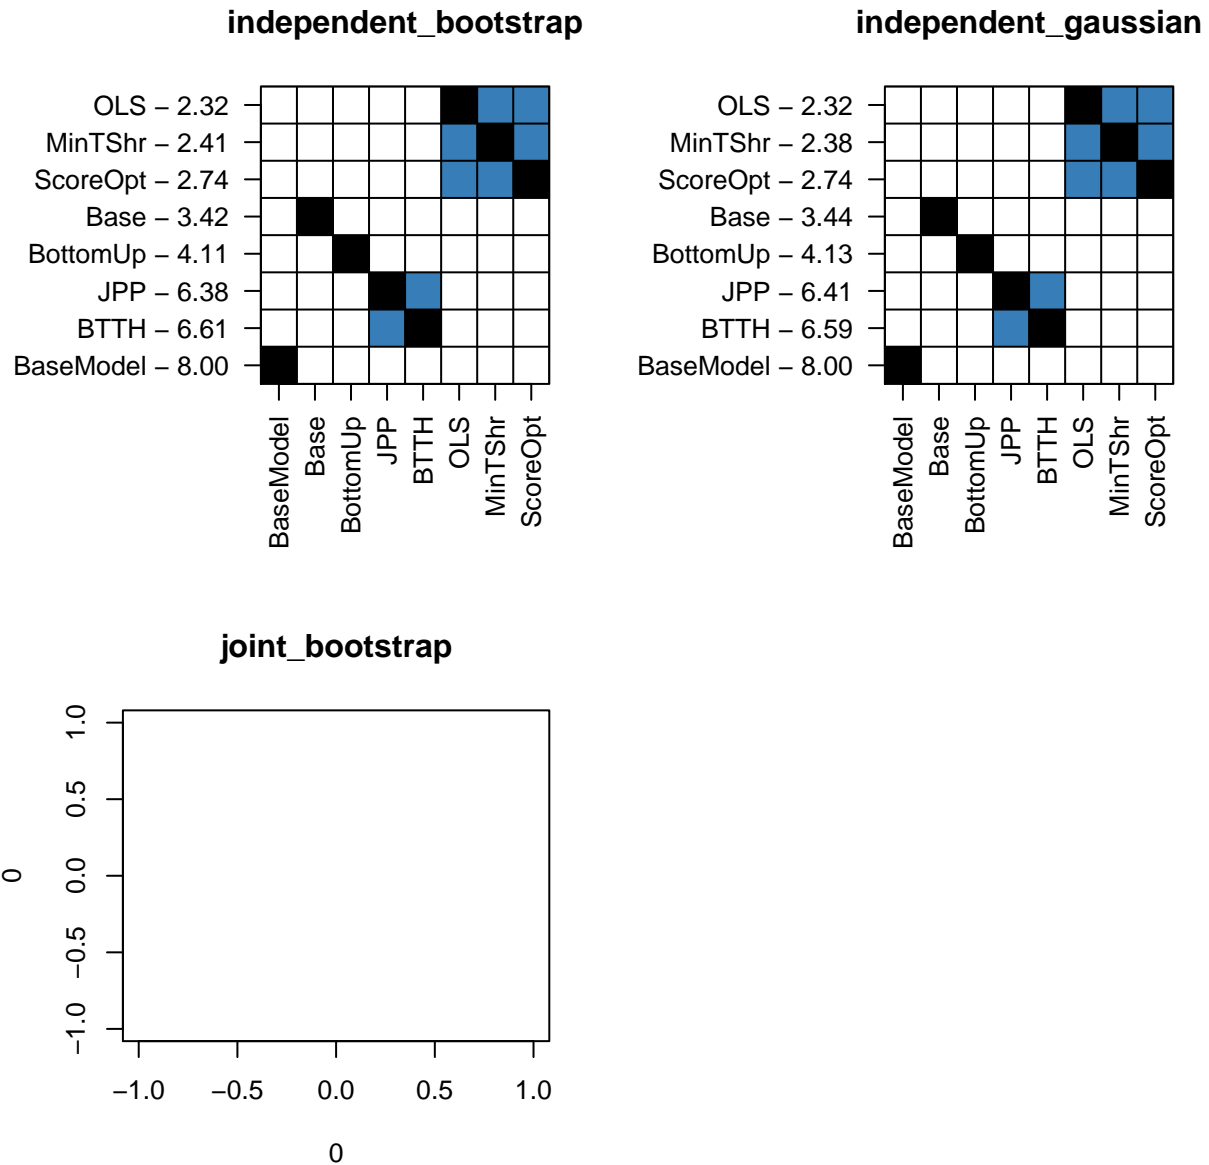 independent_bootstrap
OLS − 2.32
MinTShr − 2.41
ScoreOpt − 2.74
Base − 3.42
BottomUp − 4.11
JPP − 6.38
BTTH − 6.61
BaseModel − 8.00
BaseModel
Base
BottomUp
JPP
BTTH
OLS
MinTShr
ScoreOpt
independent_gaussian
OLS − 2.32
MinTShr − 2.38
ScoreOpt − 2.74
Base − 3.44
BottomUp − 4.13
JPP − 6.41
BTTH − 6.59
BaseModel − 8.00
BaseModel
Base
BottomUp
JPP
BTTH
OLS
MinTShr
ScoreOpt
joint_bootstrap
1.0
0.5
0.0
−0.5
−1.0
0
−1.0 −0.5 0.0 0.5 1.0
0